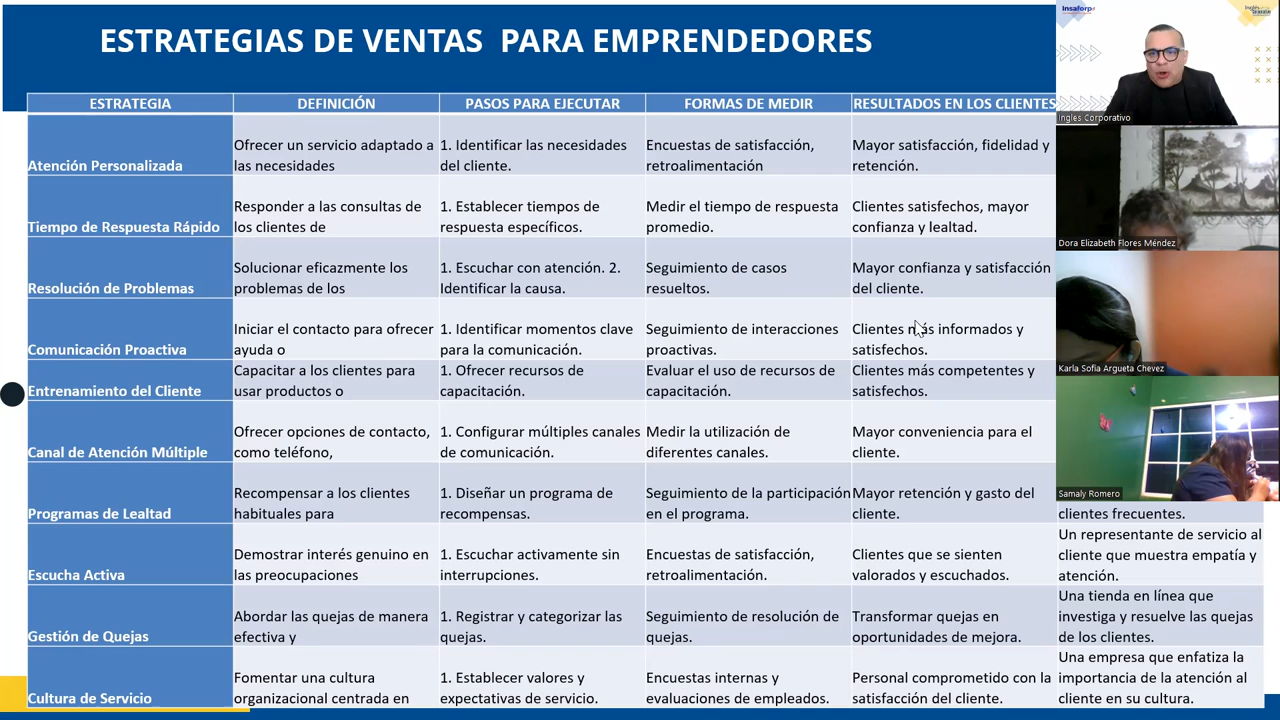 ESTRATEGIAS DE VENTAS PARA EMPRENDEDORES
ESTRATEGIA
DEFINICIÓN
PASOS PARA EJECUTAR
FORMAS DE MEDIR
RESULTADOS EN LOS CLIENTES
Atención Personalizada
Ofrecer un servicio adaptado a
las necesidades
1. Identificar las necesidades
del cliente.
Encuestas de satisfacción,
retroalimentación
Mayor satisfacción, fidelidad y
retención.
Tiempo de Respuesta Rápido
Responder a las consultas de
los clientes de
1. Establecer tiempos de
respuesta específicos.
Medir el tiempo de respuesta
promedio.
Clientes satisfechos, mayor
confianza y lealtad.
Resolución de Problemas
Solucionar eficazmente los
problemas de los
1. Escuchar con atención. 2.
Identificar la causa.
Seguimiento de casos
resueltos.
Mayor confianza y satisfacción
del cliente.
Comunicación Proactiva
Iniciar el contacto para ofrecer
ayuda o
1. Identificar momentos clave
para la comunicación.
Seguimiento de interacciones
proactivas.
Clientes más informados y
satisfechos.
Entrenamiento del Cliente
Capacitar a los clientes para
usar productos o
1. Ofrecer recursos de
capacitación.
Evaluar el uso de recursos de
capacitación.
Clientes más competentes y
satisfechos.
Canal de Atención Múltiple
Ofrecer opciones de contacto,
como teléfono,
1. Configurar múltiples canales
de comunicación.
Medir la utilización de
diferentes canales.
Mayor conveniencia para el
cliente.
Programas de Lealtad
Recompensar a los clientes
habituales para
1. Diseñar un programa de
recompensas.
Seguimiento de la participación
en el programa.
Mayor retención y gasto del
cliente.
clientes frecuentes.
Escucha Activa
Demostrar interés genuino en
las preocupaciones
1. Escuchar activamente sin
interrupciones.
Encuestas de satisfacción,
retroalimentación.
Clientes que se sienten
valorados y escuchados.
Un representante de servicio al
cliente que muestra empatía y
atención.
Gestión de Quejas
Abordar las quejas de manera
efectiva y
1. Registrar y categorizar las
quejas.
Seguimiento de resolución de
quejas.
Transformar quejas en
oportunidades de mejora.
Una tienda en línea que
investiga y resuelve las quejas
de los clientes.
Cultura de Servicio
Fomentar una cultura
organizacional centrada en
1. Establecer valores y
expectativas de servicio.
Encuestas internas y
evaluaciones de empleados.
Personal comprometido con la
satisfacción del cliente.
Una empresa que enfatiza la
importancia de la atención al
cliente en su cultura.
Insaforp
Ingles Corporativo
Dora Elizabeth Flores Méndez
Karla Sofia Argueta Chevez
Samaly Romero